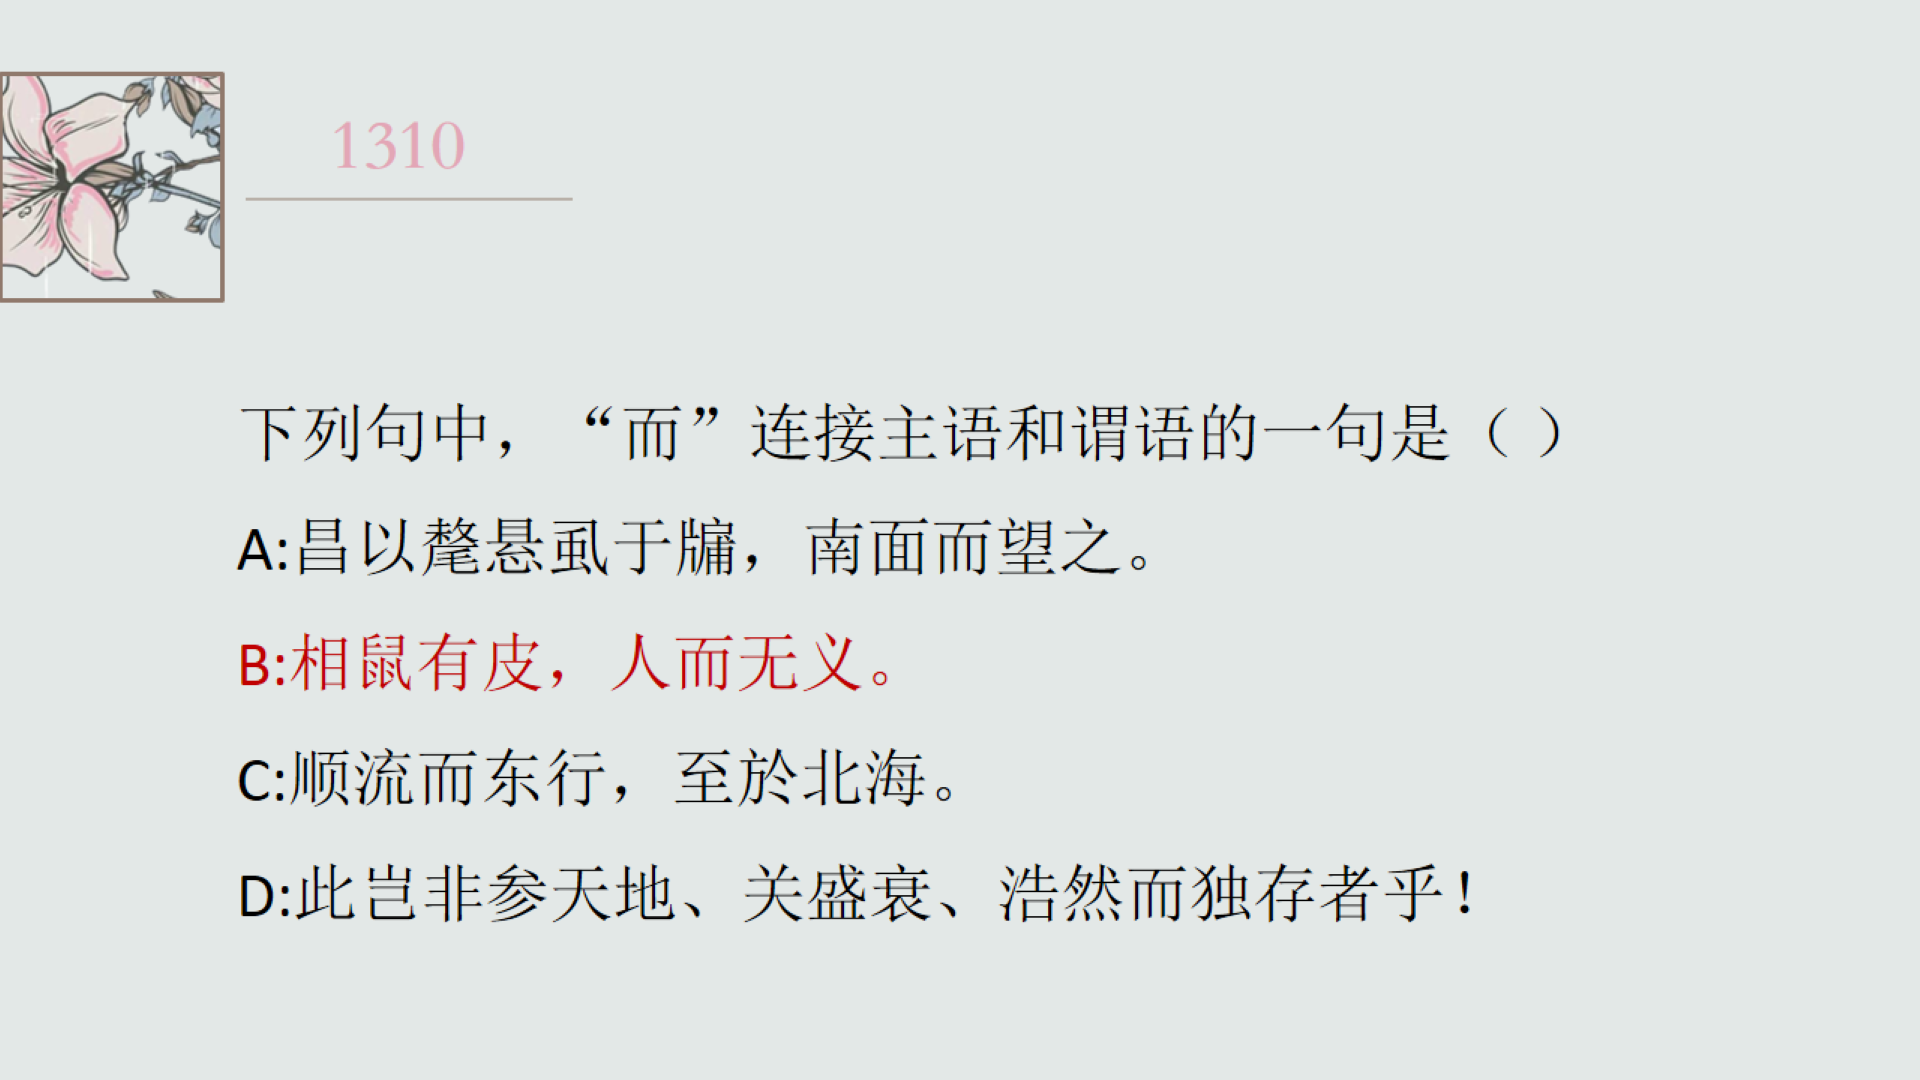 1310
下列句中，“而”连接主语和谓语的一句是（ ）
A:昌以氂悬虱于牖，南面而望之。
B:相鼠有皮，人而无义。
C:顺流而东行，至於北海。
D:此岂非参天地、关盛衰、浩然而独存者乎！